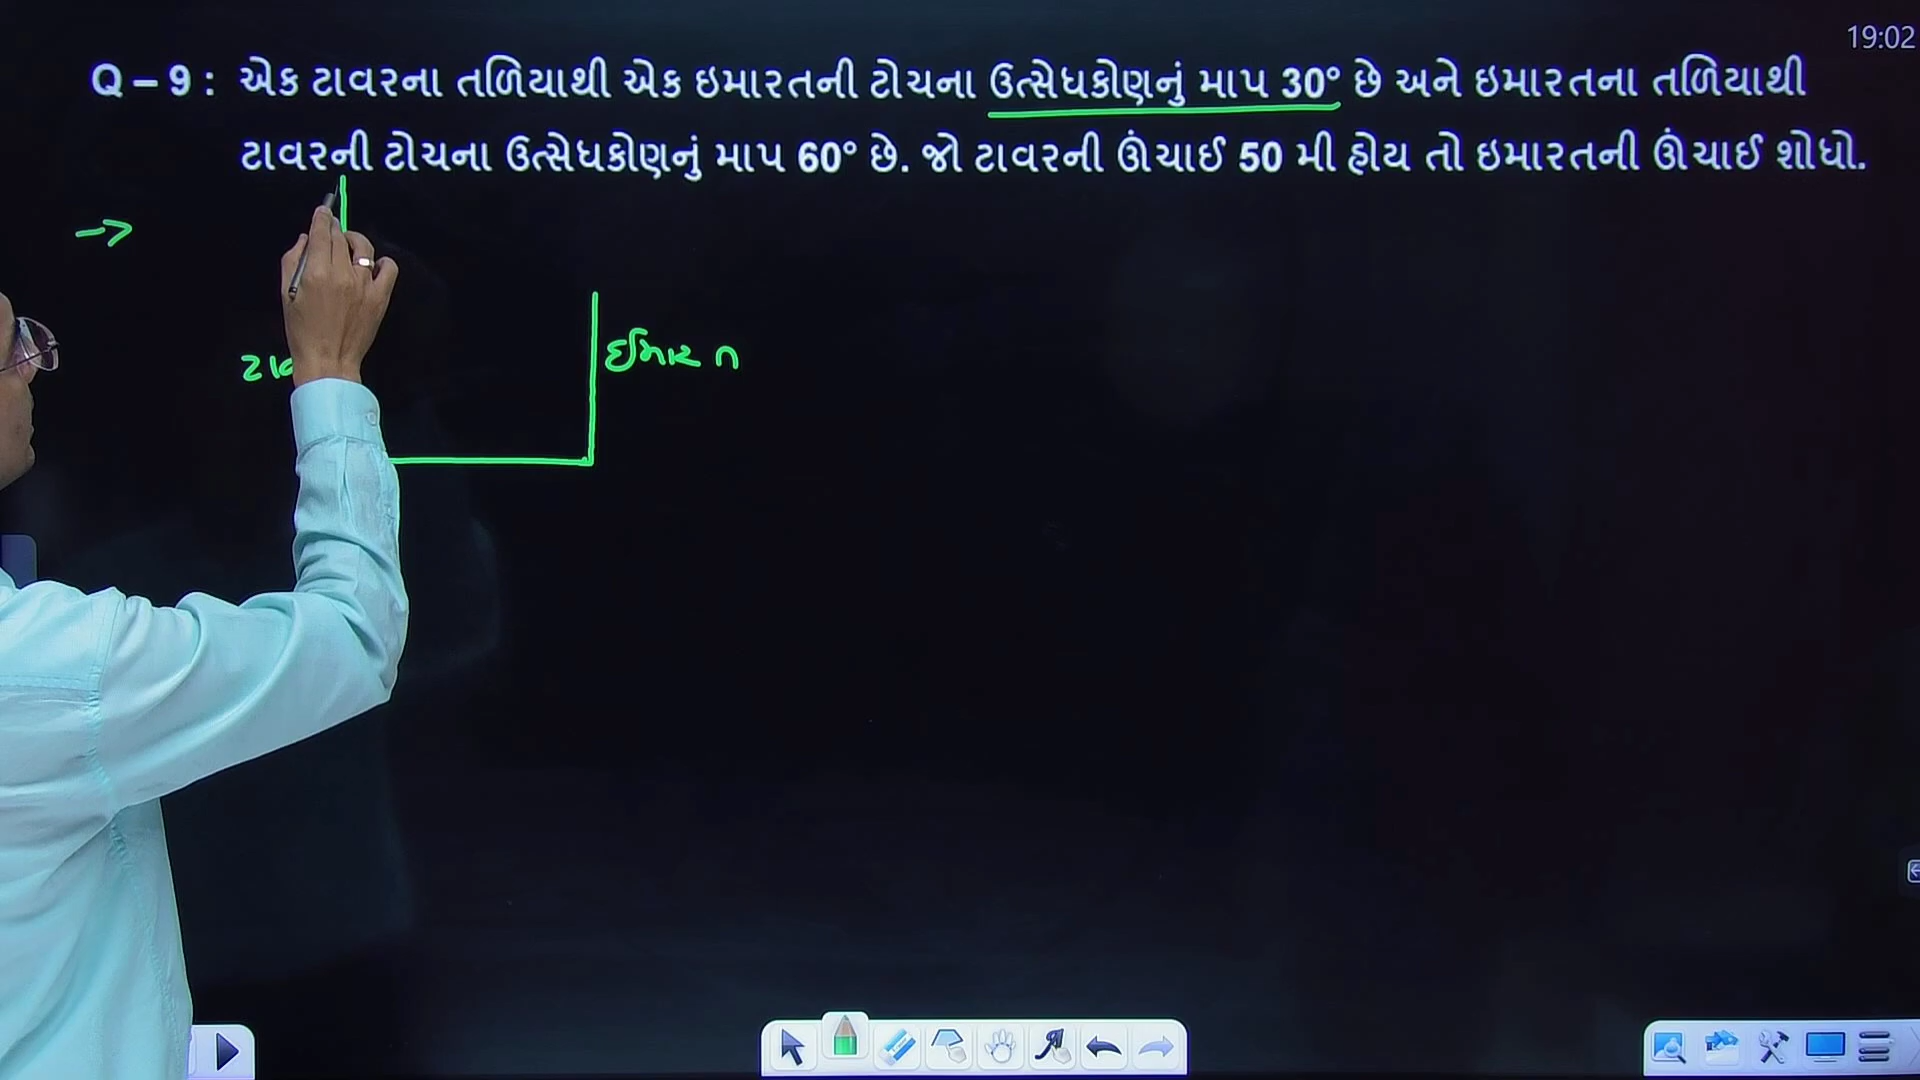 19:02
Q – 9 : એક ટાવરના તળિયાથી એક ઇમારતની ટોચના ઉત્સેધકોણનું માપ 30° છે અને ઇમારતના તળિયાથી
ટાવરની ટોચના ઉત્સેધકોણનું માપ 60° છે. જો ટાવરની ઊંચાઈ 50 મી હોય તો ઇમારતની ઊંચાઈ શોધો.
ઈમારત